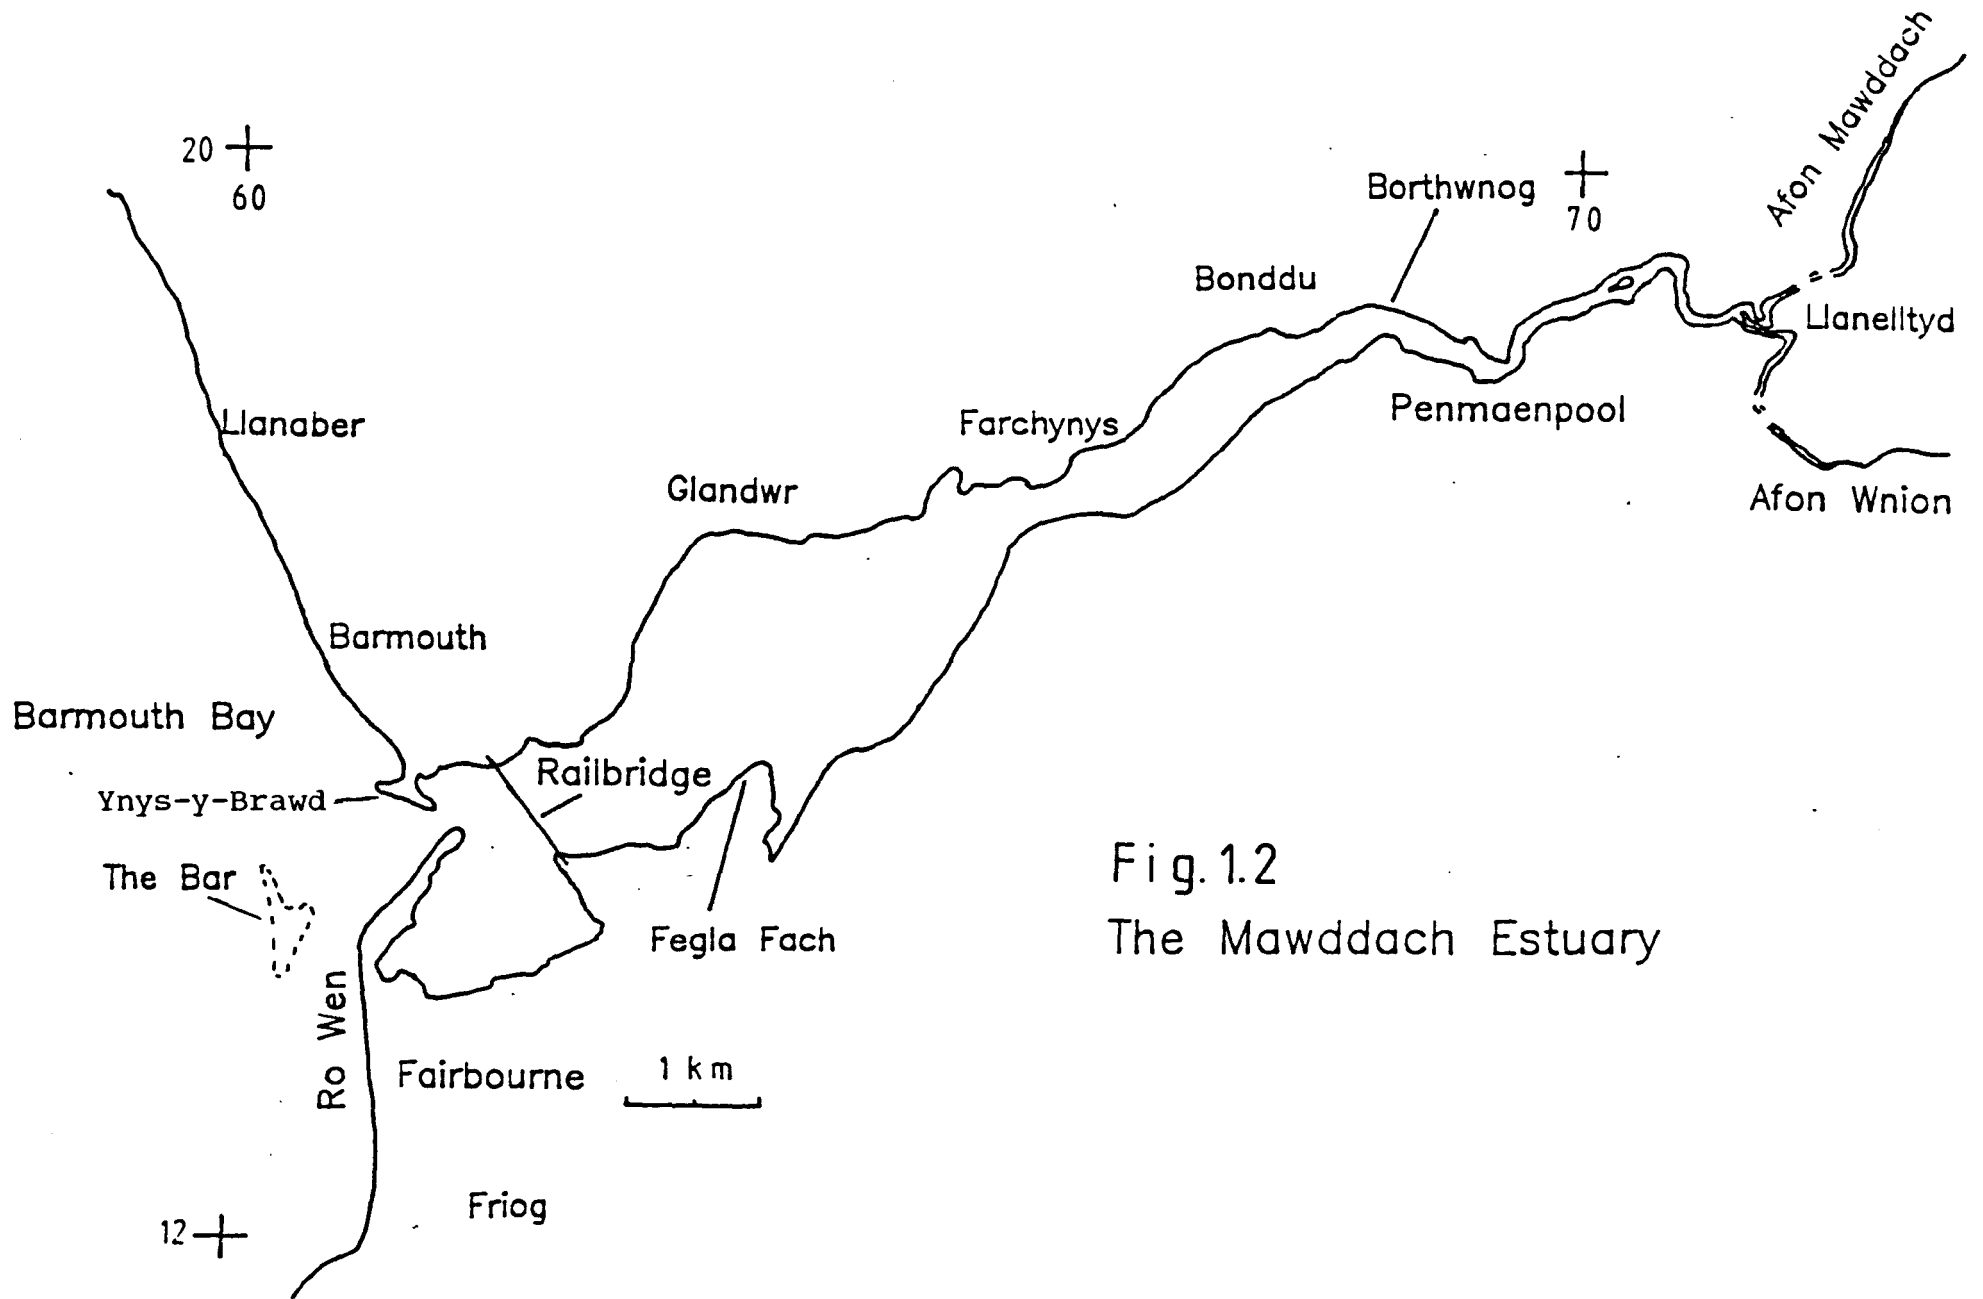 Afon Mawddach
20
60
Borthwnog
70
Bonddu
Llanelltyd
Llanaber
Farchynys
Penmaenpool
Glandwr
Afon Wnion
Barmouth
Barmouth Bay
Railbridge
Ynys-y-Brawd
The Bar
Fig. 1.2
Fegla Fach
The Mawddach Estuary
Ro Wen
Fairbourne
1 km
Friog
12